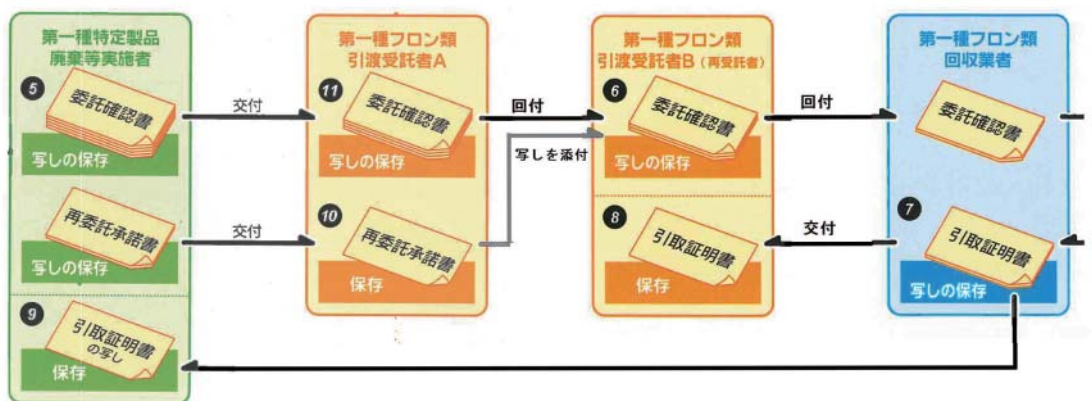 第一種特定製品
廃棄等実施者
5
委託確認書
写しの保存
再委託承諾書
写しの保存
9
引取証明書
の写し
保存
交付
交付
第一種フロン類
引渡受託者A
11
委託確認書
写しの保存
10
再委託承諾書
保存
回付
写しを添付
第一種フロン類
引渡受託者B（再受託者）
6
委託確認書
写しの保存
8
引取証明書
保存
回付
交付
第一種フロン類
回収業者
委託確認書
7
引取証明書
写しの保存